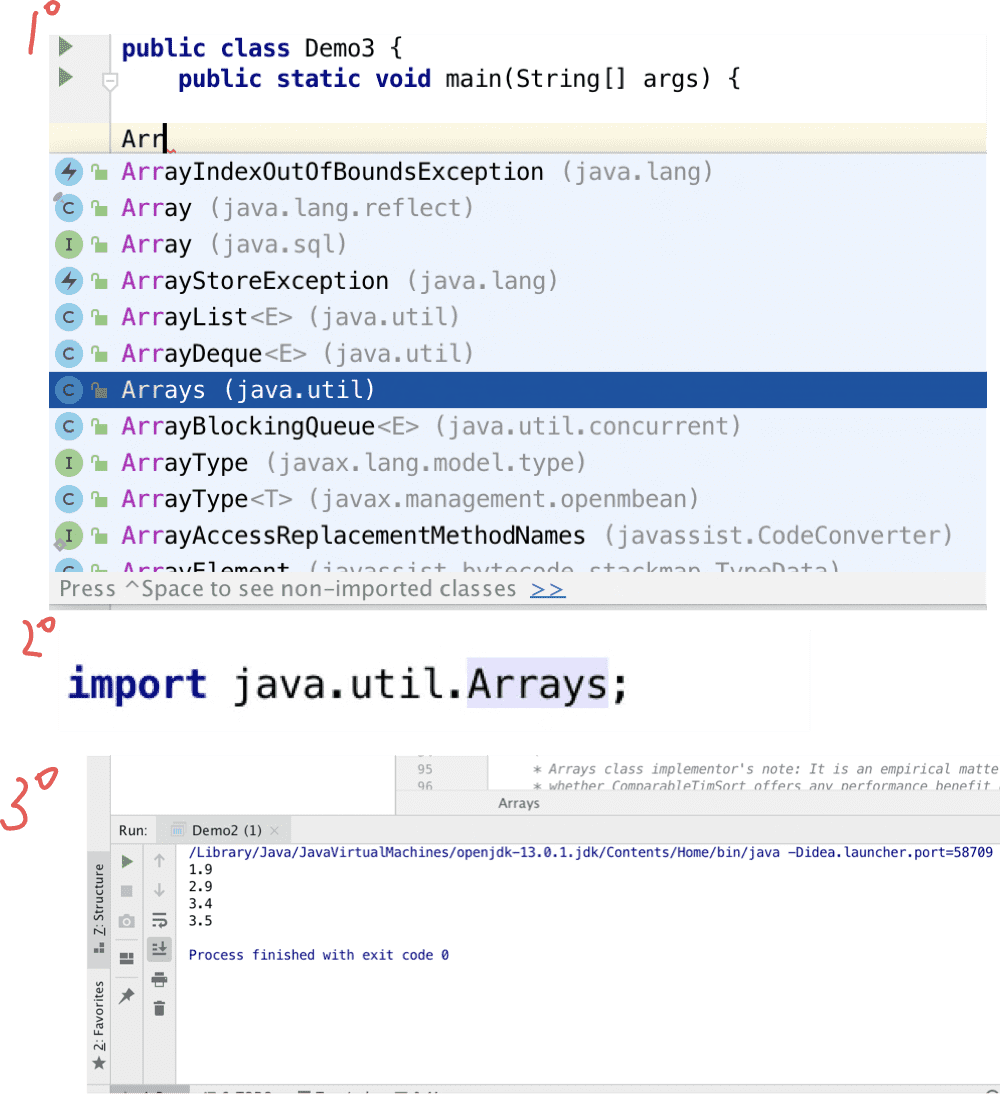 1°
public class Demo3 {
public static void main(String[] args) {
Arr
ArrayIndexOutOfBoundsException (java.lang)
Array (java.lang.reflect)
Array (java.sql)
ArrayStoreException (java.lang)
ArrayList<E> (java.util)
ArrayDeque<E> (java.util)
Arrays (java.util)
ArrayBlockingQueue<E> (java.util.concurrent)
ArrayType (javax.lang.model.type)
ArrayType<T> (javax.management.openmbean)
ArrayAccessReplacementMethodNames (javassist.CodeConverter)
ArrayElement (javassist.bytecode.stackmap.TypeData)
Press ^Space to see non-imported classes >>
2°
import java.util.Arrays;
3°
95 * Arrays class implementor's note: It is an empirical matte
96 * whether ComparableTimSort offers any performance benefit
Arrays
Run: Demo2 (1)
/Library/Java/JavaVirtualMachines/openjdk-13.0.1.jdk/Contents/Home/bin/java -Didea.launcher.port=58709
1.9
2.9
3.4
3.5
Process finished with exit code 0
Z: Structure
2: Favorites